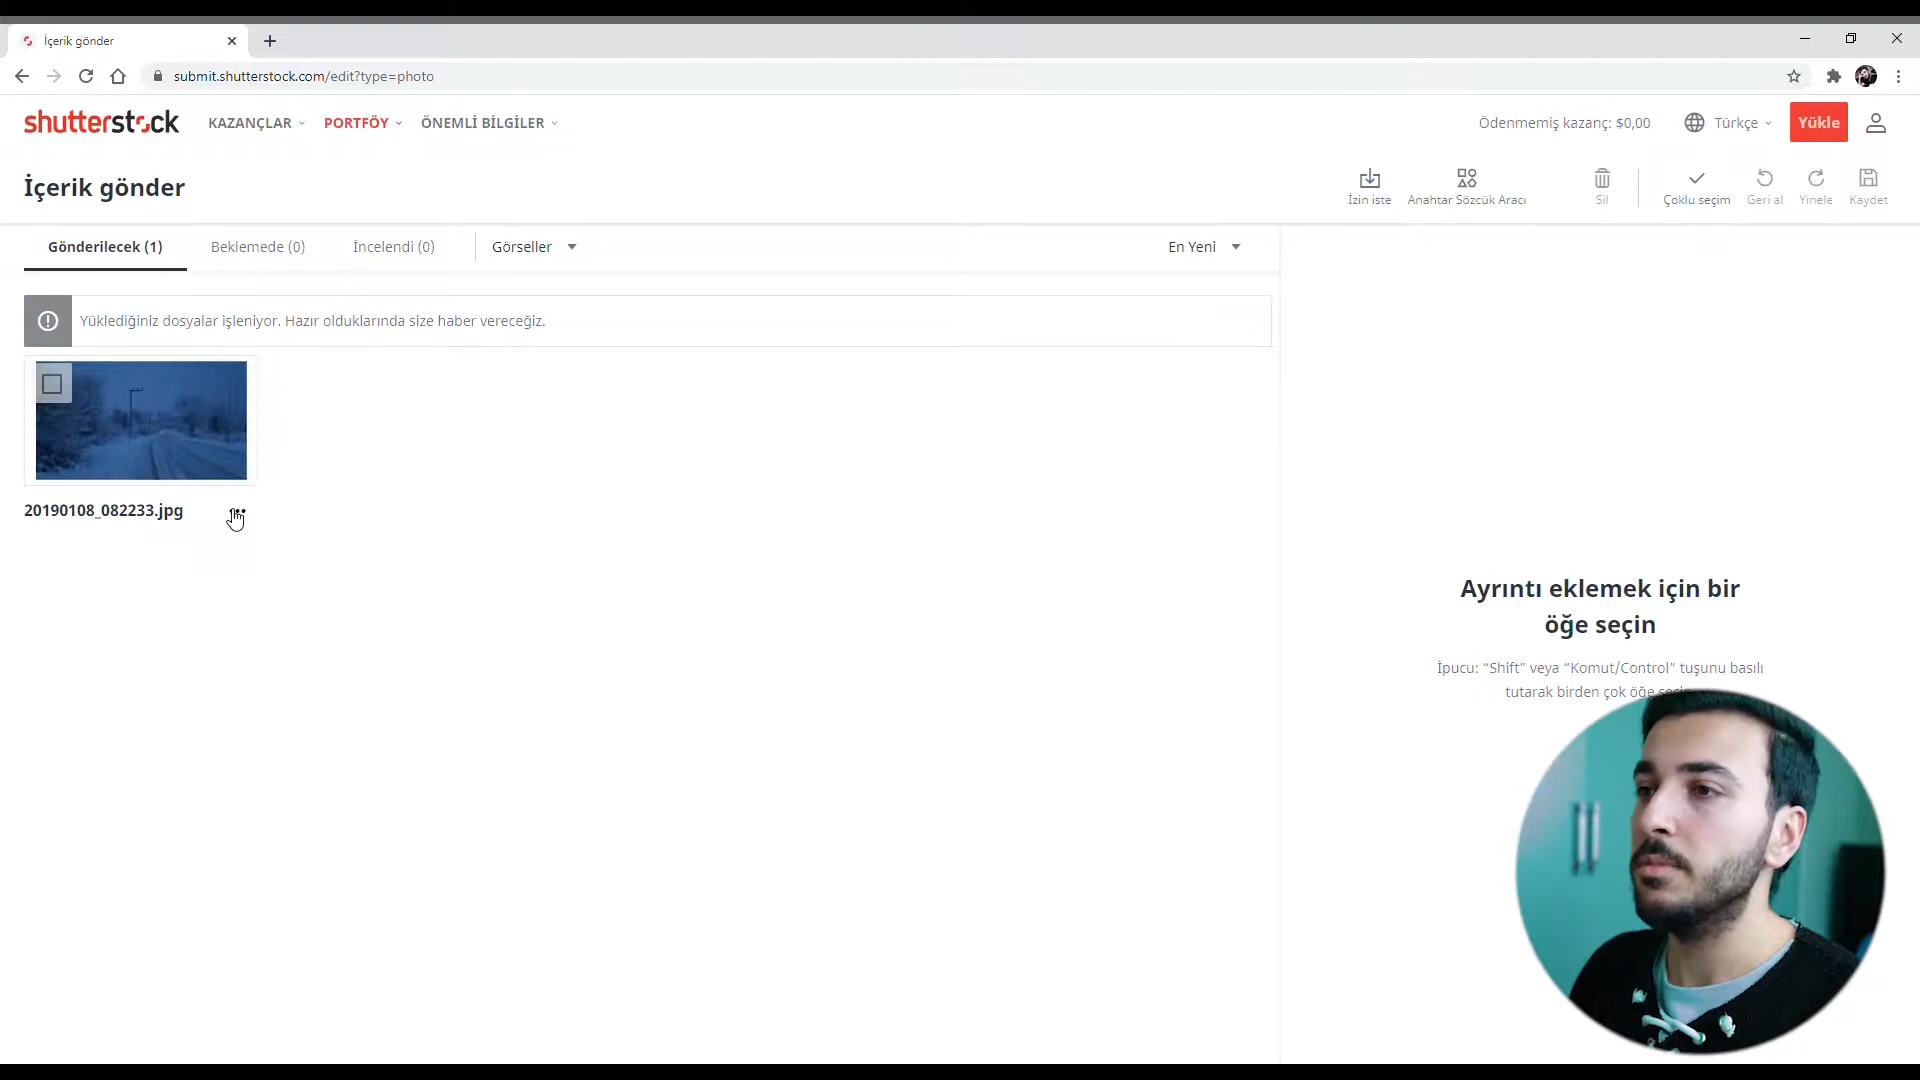 İçerik gönder
submit.shutterstock.com/edit?type=photo
shutterstock KAZANÇLAR PORTFÖY ÖNEMLİ BİLGİLER Ödenmemiş kazanç: $0,00 Türkçe Yükle
İçerik gönder
İzin iste Anahtar Sözcük Aracı Sil Çoklu seçim Geri al Yinele Kaydet
Gönderilecek (1) Beklemede (0) İncelendi (0) Görseller En Yeni
Yüklediğiniz dosyalar işleniyor. Hazır olduklarında size haber vereceğiz.
20190108_082233.jpg
Ayrıntı eklemek için bir
öğe seçin
İpucu: “Shift” veya “Komut/Control” tuşunu basılı
tutarak birden çok öğe